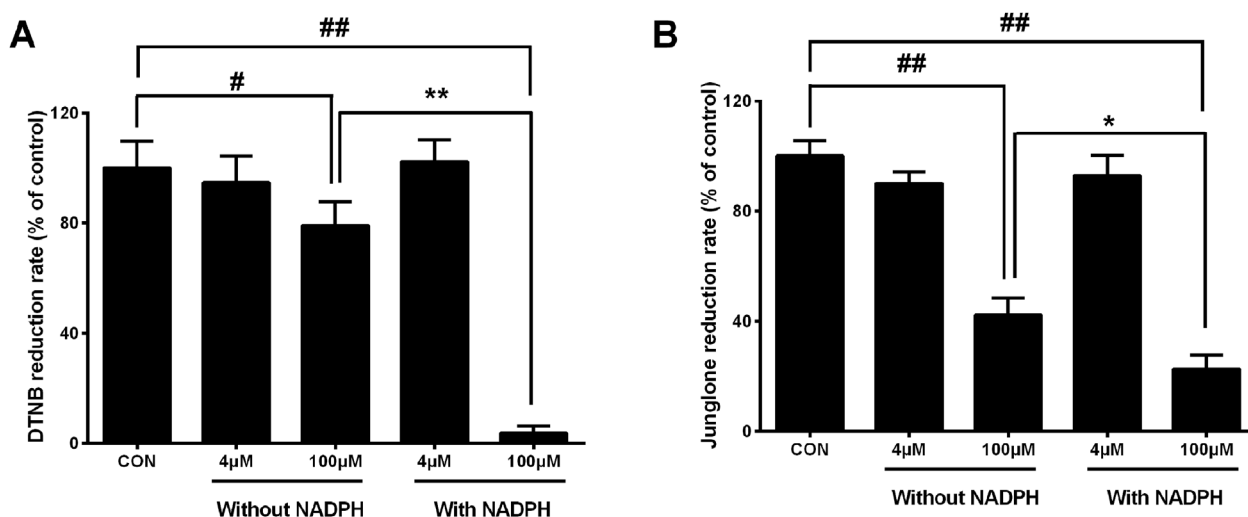 A
##
#
**
DTNB reduction rate (% of control)
120
80
40
0
CON
4μM
100μM
4μM
100μM
Without NADPH
With NADPH
B
##
##
*
Junglone reduction rate (% of control)
120
80
40
0
CON
4μM
100μM
4μM
100μM
Without NADPH
With NADPH